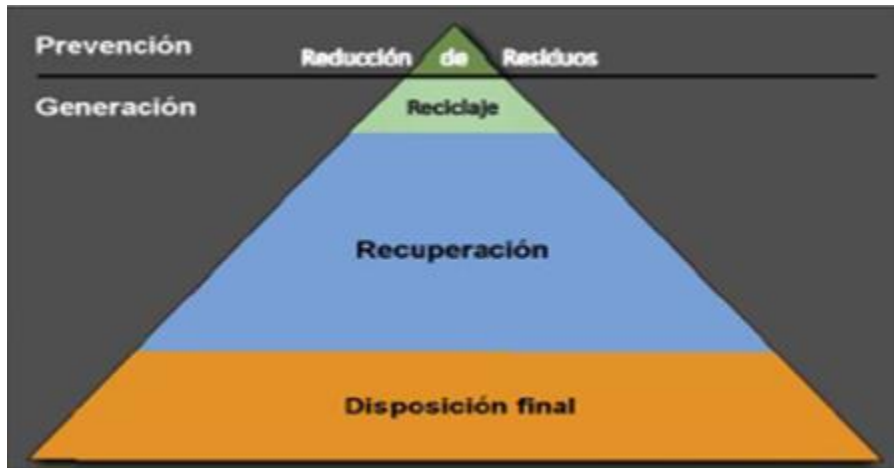 Prevención
Reducción de Residuos
Generación
Reciclaje
Recuperación
Disposición final